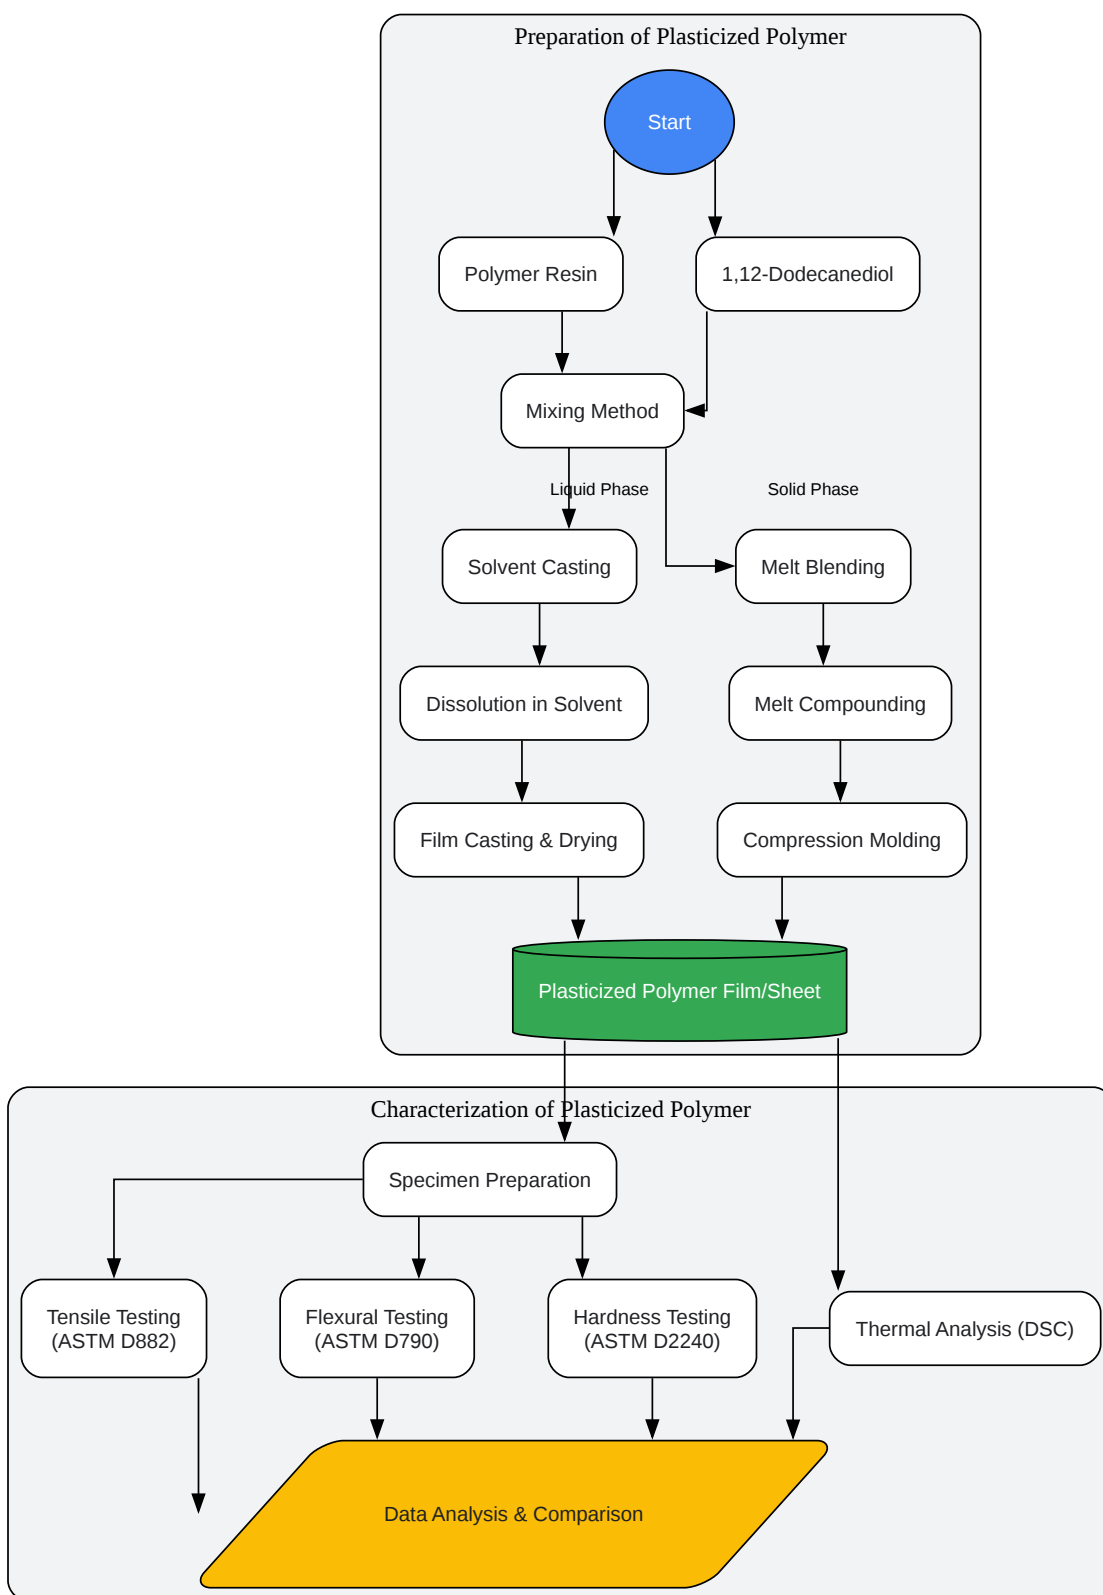 Preparation of Plasticized Polymer
Start
Polymer Resin
1,12-Dodecanediol
Mixing Method
Liquid Phase
Solid Phase
Solvent Casting
Melt Blending
Dissolution in Solvent
Melt Compounding
Film Casting & Drying
Compression Molding
Plasticized Polymer Film/Sheet
Characterization of Plasticized Polymer
Specimen Preparation
Tensile Testing
(ASTM D882)
Flexural Testing
(ASTM D790)
Hardness Testing
(ASTM D2240)
Thermal Analysis (DSC)
Data Analysis & Comparison